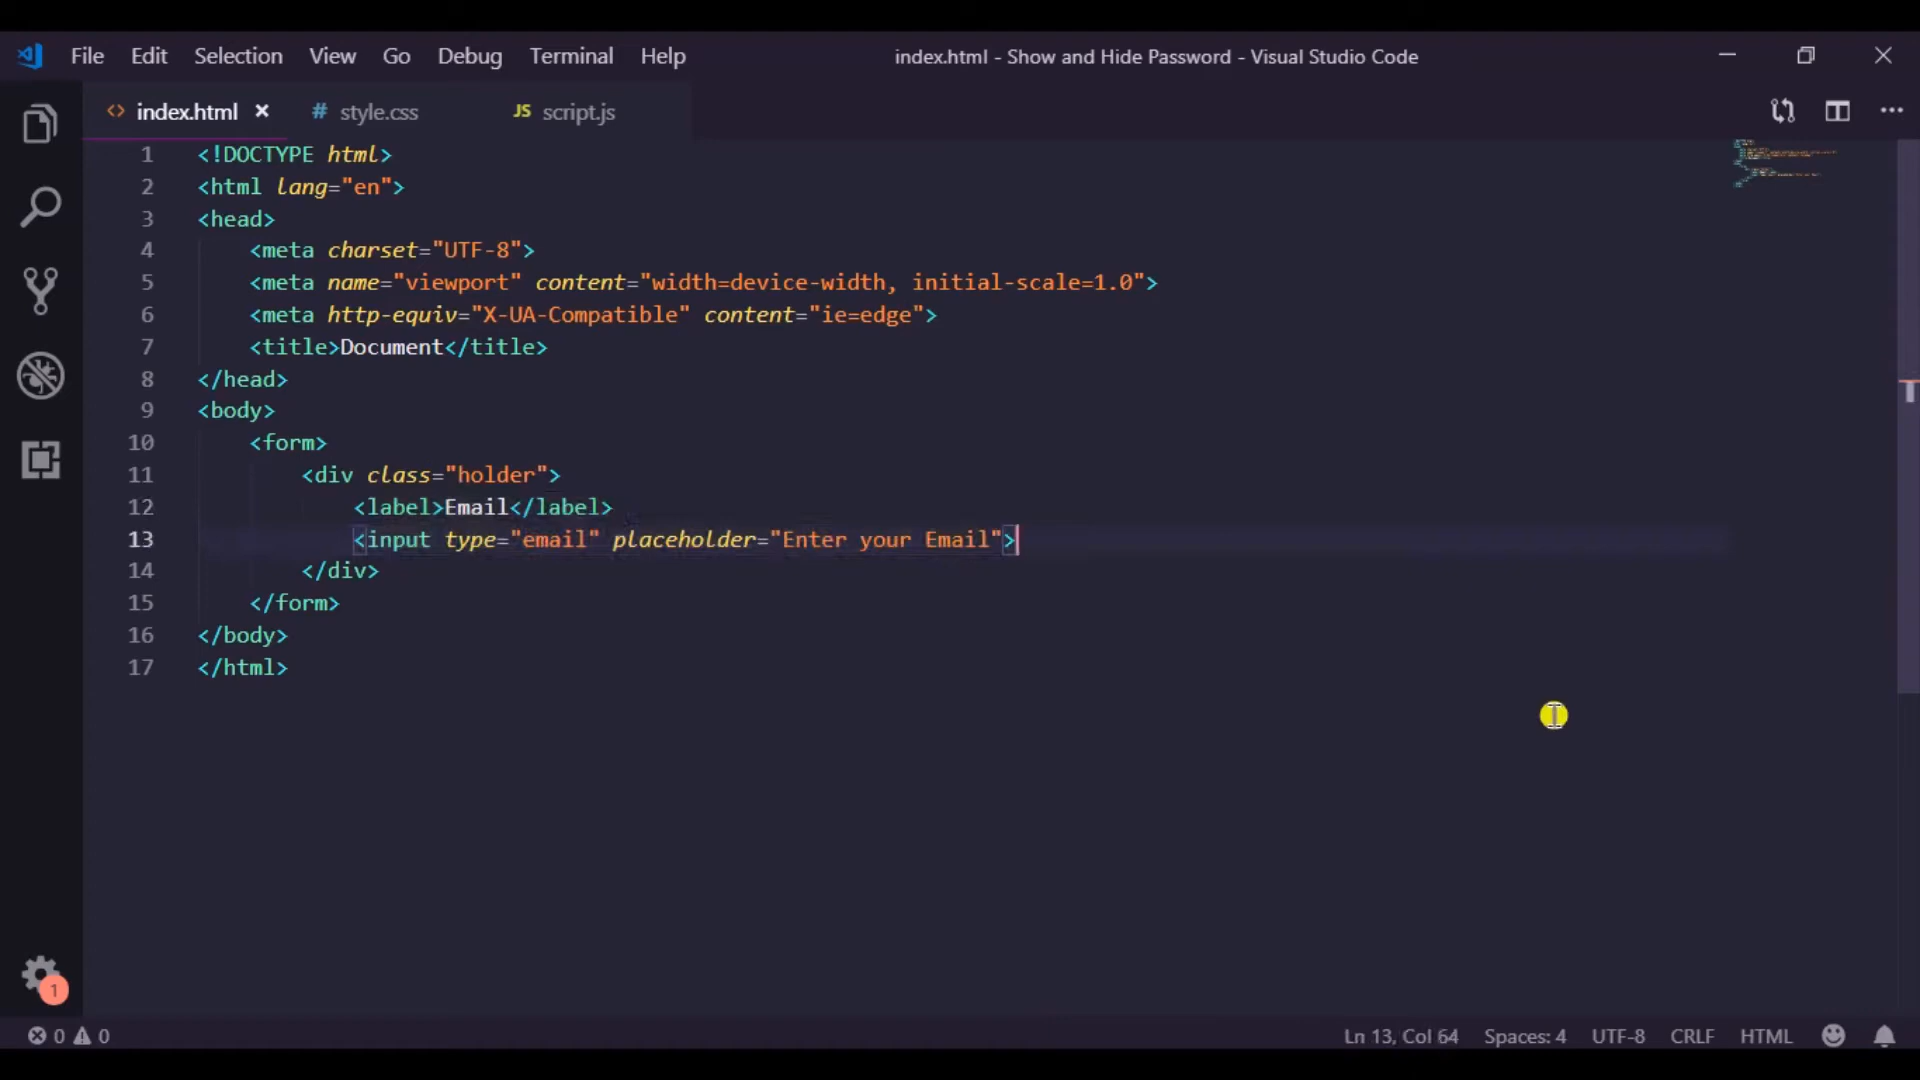 File Edit Selection View Go Debug Terminal Help index.html - Show and Hide Password - Visual Studio Code
<> index.html × # style.css JS script.js
1 <!DOCTYPE html>
2 <html lang="en">
3 <head>
4     <meta charset="UTF-8">
5     <meta name="viewport" content="width=device-width, initial-scale=1.0">
6     <meta http-equiv="X-UA-Compatible" content="ie=edge">
7     <title>Document</title>
8 </head>
9 <body>
10     <form>
11         <div class="holder">
12             <label>Email</label>
13             <input type="email" placeholder="Enter your Email">
14         </div>
15     </form>
16 </body>
17 </html>
1
0 0 Ln 13, Col 64 Spaces: 4 UTF-8 CRLF HTML